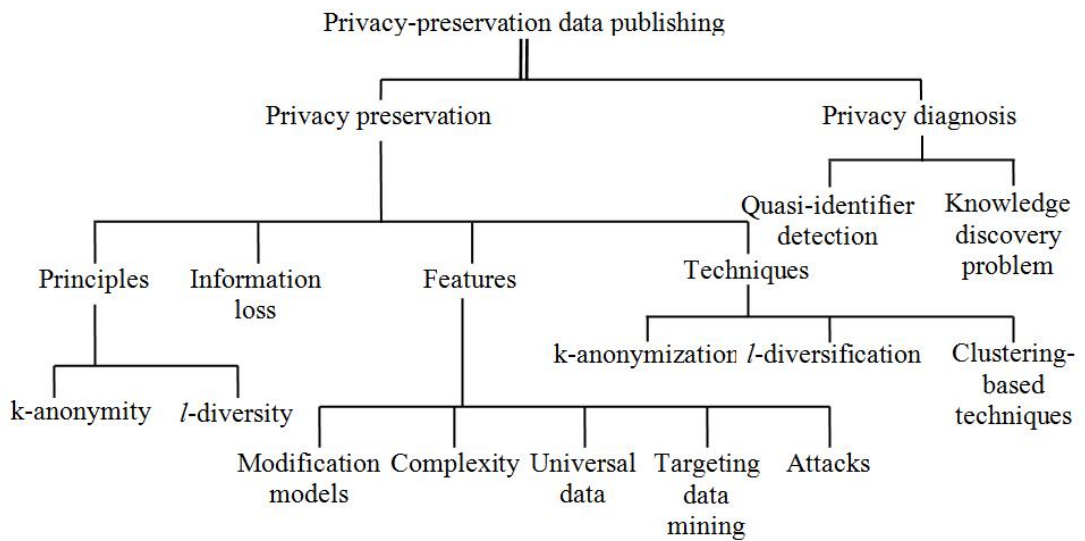 Privacy-preservation data publishing
Privacy preservation
Privacy diagnosis
Quasi-identifier
detection
Knowledge
discovery
problem
Principles
Information
loss
Features
Techniques
k-anonymization
l-diversification
Clustering-
based
techniques
k-anonymity
l-diversity
Modification
models
Complexity
Universal
data
Targeting
data
mining
Attacks